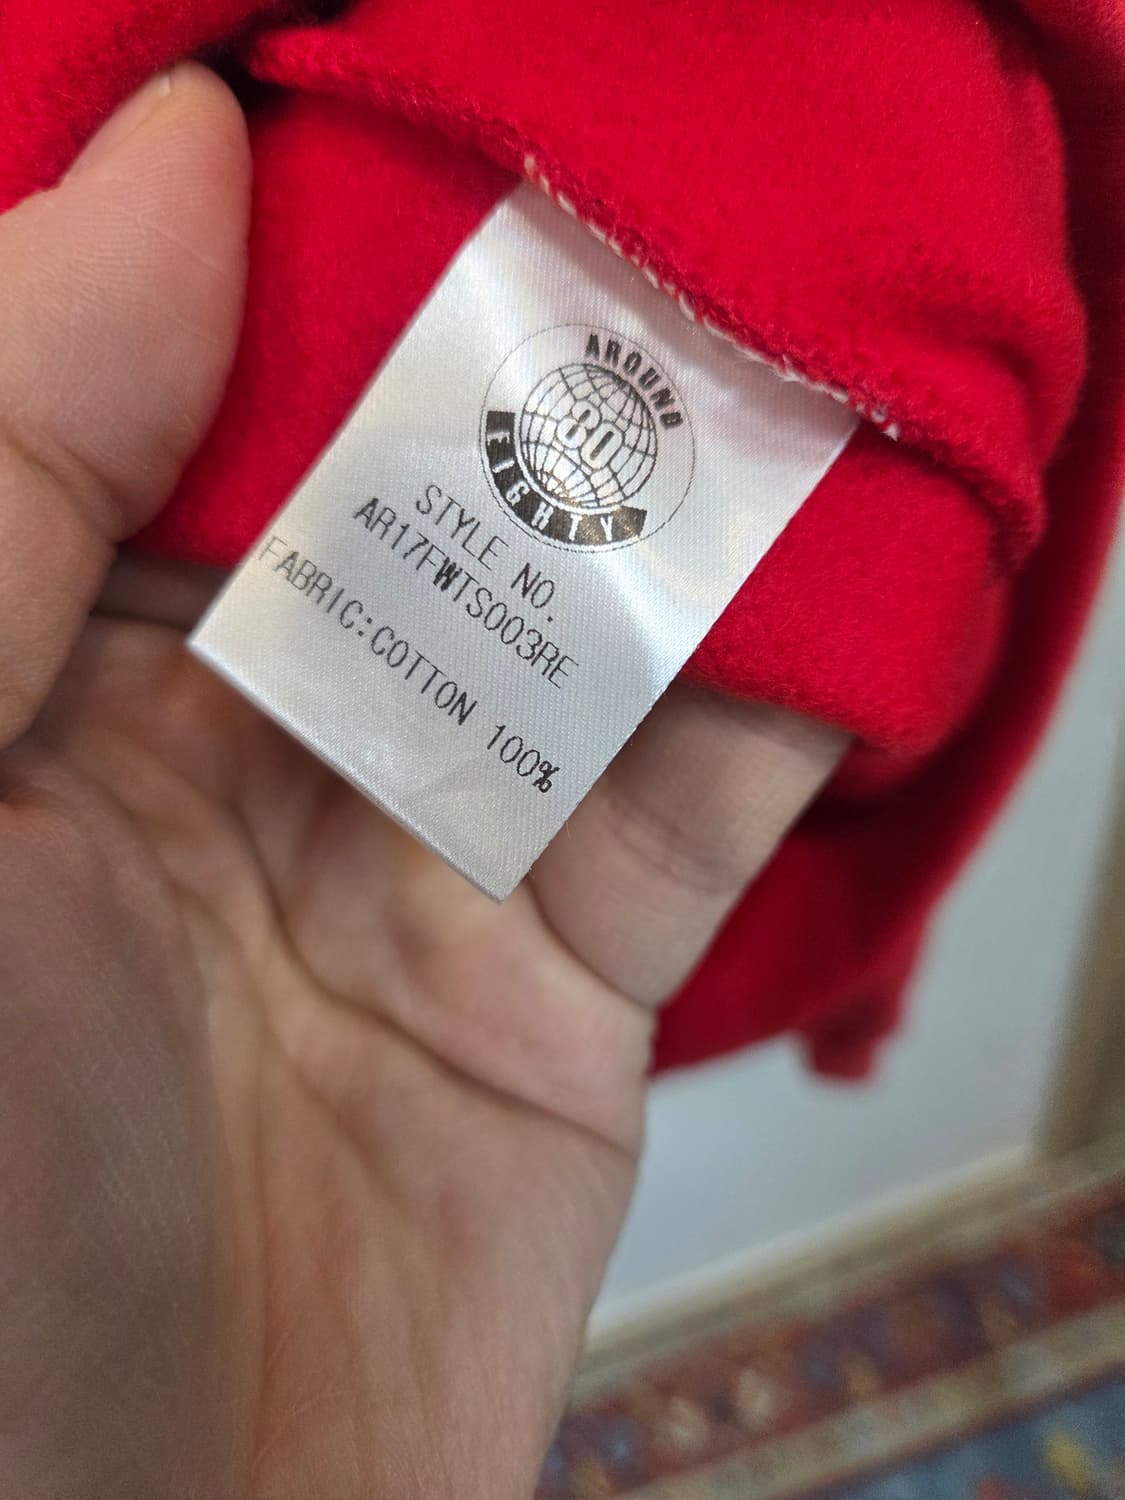 AROUND
80
EIGHTY
STYLE NO.
AR17FWTS003RE
FABRIC:COTTON 100%